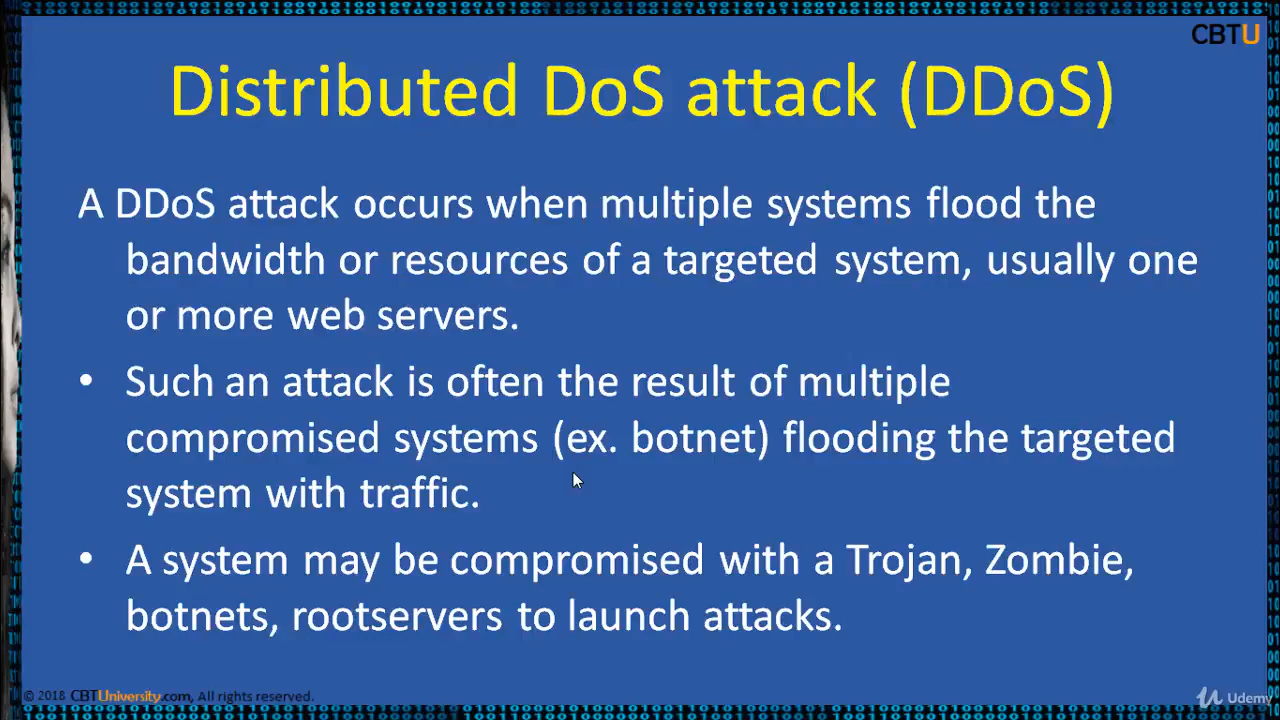 CBTU
Distributed DoS attack (DDoS)
A DDoS attack occurs when multiple systems flood the
bandwidth or resources of a targeted system, usually one
or more web servers.
• Such an attack is often the result of multiple
compromised systems (ex. botnet) flooding the targeted
system with traffic.
• A system may be compromised with a Trojan, Zombie,
botnets, rootservers to launch attacks.
© 2018 CBTUniversity.com, All rights reserved.
Udemy